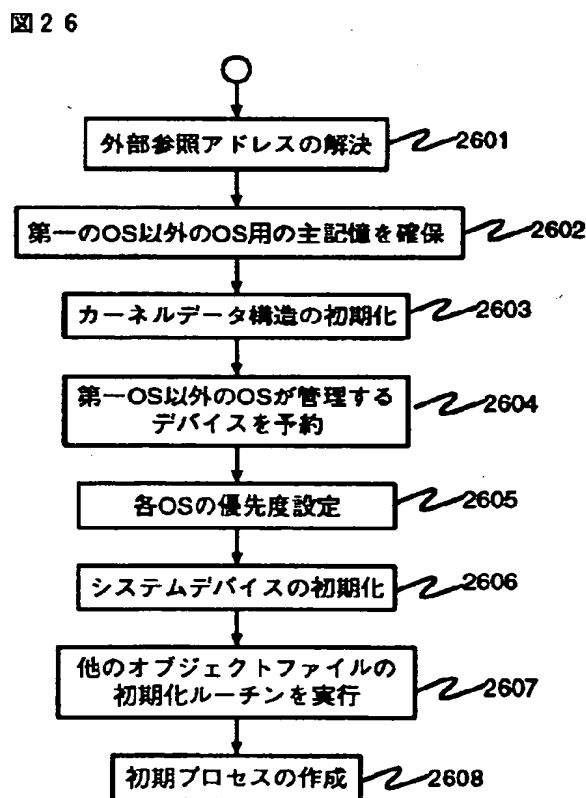 図26
外部参照アドレスの解決 2601
第一のOS以外のOS用の主記憶を確保 2602
カーネルデータ構造の初期化 2603
第一OS以外のOSが管理する
デバイスを予約 2604
各OSの優先度設定 2605
システムデバイスの初期化 2606
他のオブジェクトファイルの
初期化ルーチンを実行 2607
初期プロセスの作成 2608